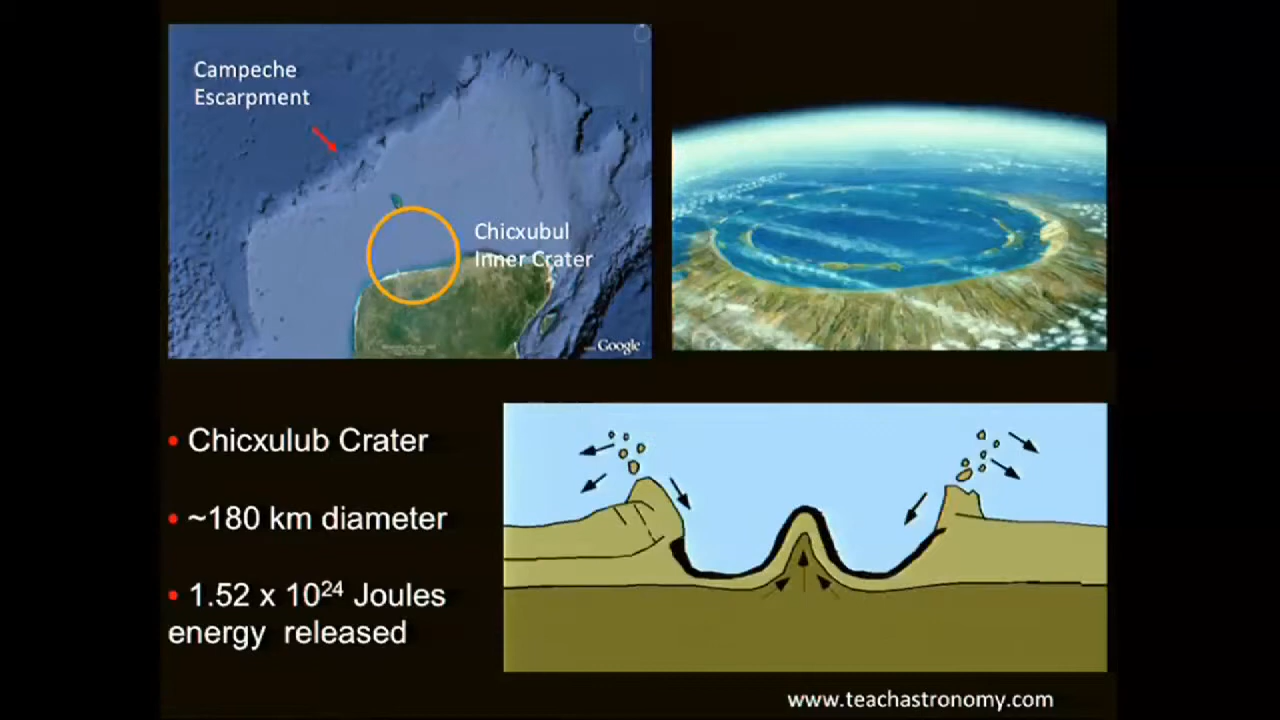 Campeche
Escarpment
Chicxubul
Inner Crater
Google
• Chicxulub Crater
• ~180 km diameter
• 1.52 x 10²⁴ Joules
energy released
www.teachastronomy.com